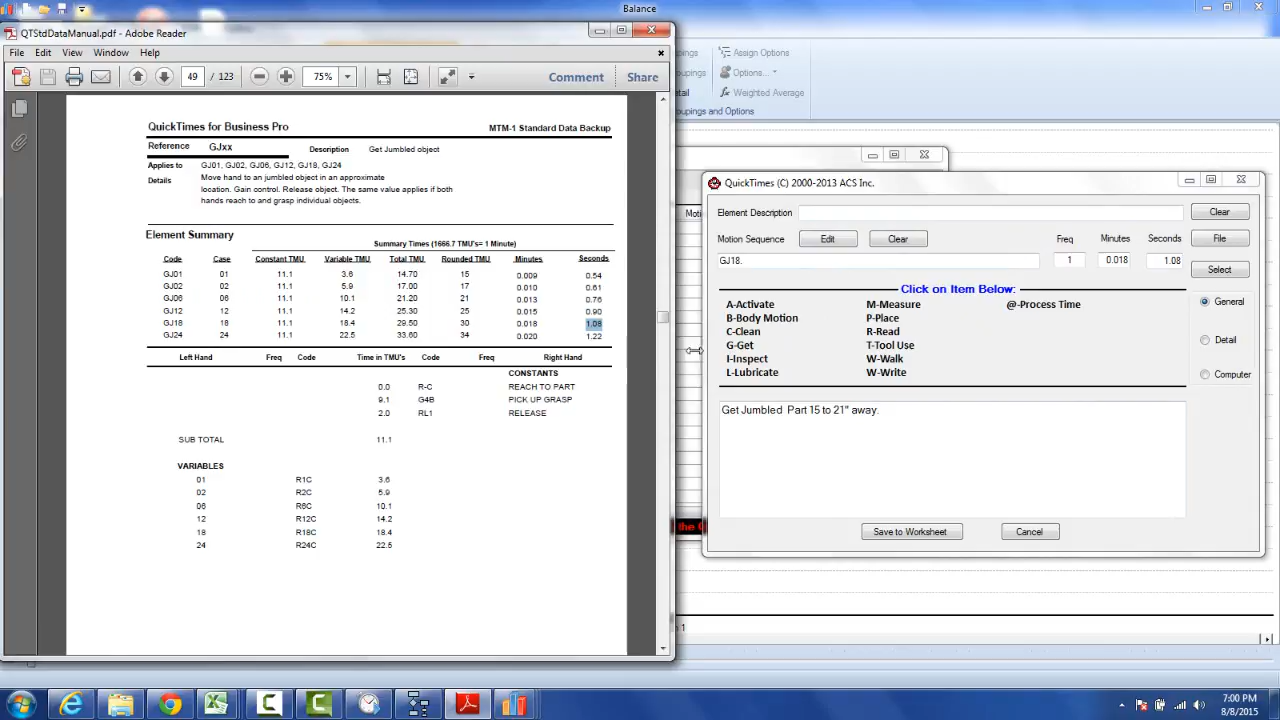 Balance
QTStdDataManual.pdf - Adobe Reader
File Edit View Window Help
49 / 123 75% Comment Share
QuickTimes for Business Pro MTM-1 Standard Data Backup
Reference GJxx Description Get Jumbled object
Applies to GJ01, GJ02, GJ06, GJ12, GJ18, GJ24
Details Move hand to an jumbled object in an approximate
location. Gain control. Release object. The same value applies if both
hands reach to and grasp individual objects.
Element Summary
Summary Times (1666.7 TMU's= 1 Minute)
Code Case Constant TMU Variable TMU Total TMU Rounded TMU Minutes Seconds
GJ01 01 11.1 3.6 14.70 15 0.009 0.54
GJ02 02 11.1 5.9 17.00 17 0.010 0.61
GJ06 06 11.1 10.1 21.20 21 0.013 0.76
GJ12 12 11.1 14.2 25.30 25 0.015 0.90
GJ18 18 11.1 18.4 29.50 30 0.018 1.08
GJ24 24 11.1 22.5 33.60 34 0.020 1.22
Left Hand Freq Code Time in TMU's Code Freq Right Hand
CONSTANTS
0.0 R-C REACH TO PART
9.1 G4B PICK UP GRASP
2.0 RL1 RELEASE
SUB TOTAL 11.1
VARIABLES
01 R1C 3.6
02 R2C 5.9
06 R6C 10.1
12 R12C 14.2
18 R18C 18.4
24 R24C 22.5
Assign Options
Options...
Weighted Average
oupings and Options
QuickTimes (C) 2000-2013 ACS Inc.
Element Description Clear
Motion Sequence Edit Clear Freq Minutes Seconds File
GJ18. 1 0.018 1.08 Select
Click on Item Below:
A-Activate M-Measure @-Process Time General
B-Body Motion P-Place
C-Clean R-Read
G-Get T-Tool Use Detail
I-Inspect W-Walk
L-Lubricate W-Write Computer
Get Jumbled Part 15 to 21" away.
Save to Worksheet Cancel
the
7:00 PM
8/8/2015